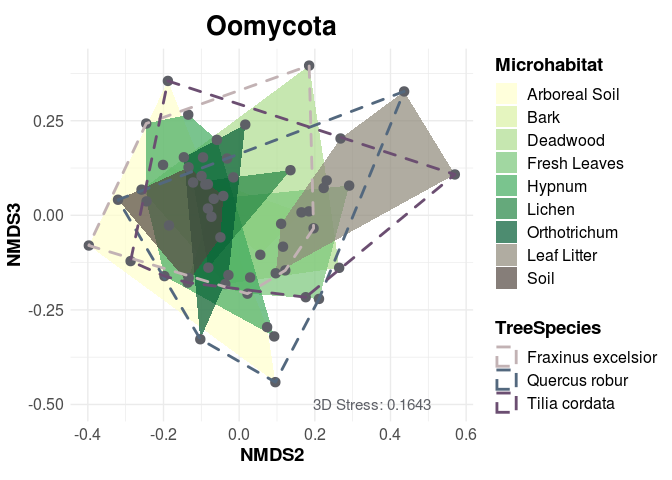 Oomycota
NMDS3
0.25
0.00
-0.25
-0.50
-0.4
-0.2
0.0
0.2
0.4
0.6
NMDS2
3D Stress: 0.1643
Microhabitat
Arboreal Soil
Bark
Deadwood
Fresh Leaves
Hypnum
Lichen
Orthotrichum
Leaf Litter
Soil
TreeSpecies
Fraxinus excelsior
Quercus robur
Tilia cordata